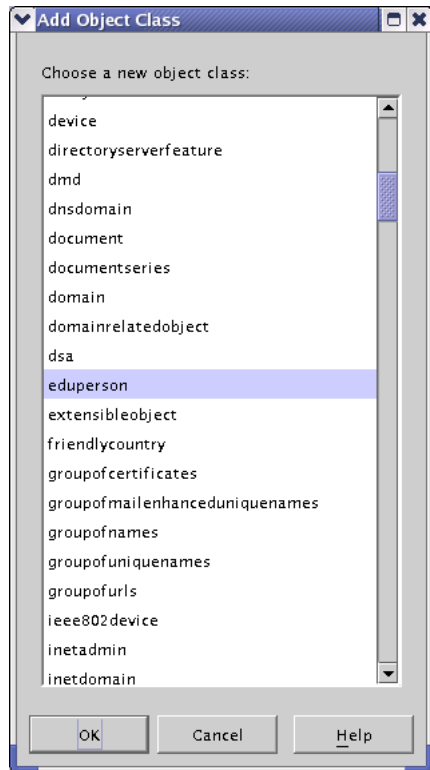 Add Object Class
Choose a new object class:
device
directoryserverfeature
dmd
dnsdomain
document
documentseries
domain
domainrelatedobject
dsa
eduperson
extensibleobject
friendlycountry
groupofcertificates
groupofmailenhanceduniquenames
groupofnames
groupofuniquenames
groupofurls
ieee802device
inetadmin
inetdomain
OK Cancel Help